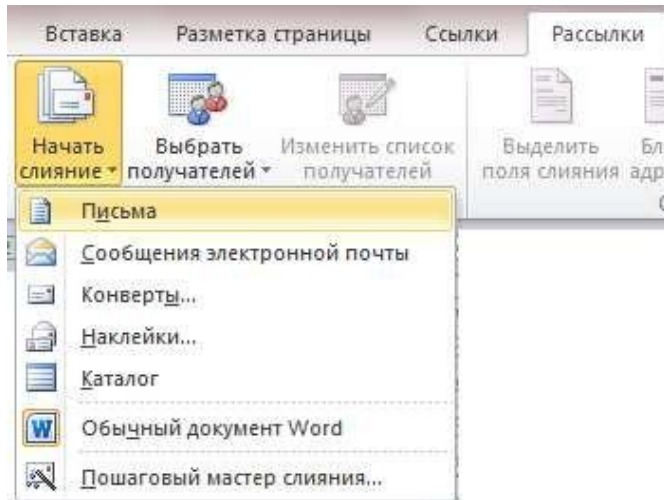 Вставка Разметка страницы Ссылки Рассылки
Начать Выбрать Изменить список Выделить
слияние получателей получателей поля слияния
Письма
Сообщения электронной почты
Конверты...
Наклейки...
Каталог
Обычный документ Word
Пошаговый мастер слияния...